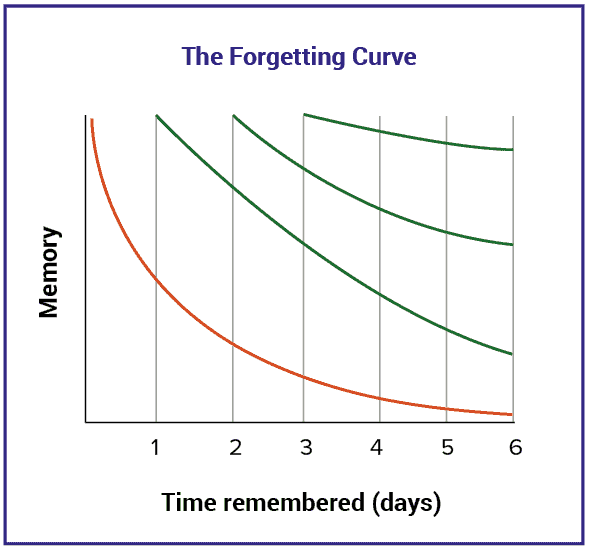 The Forgetting Curve
Memory
1 2 3 4 5 6
Time remembered (days)